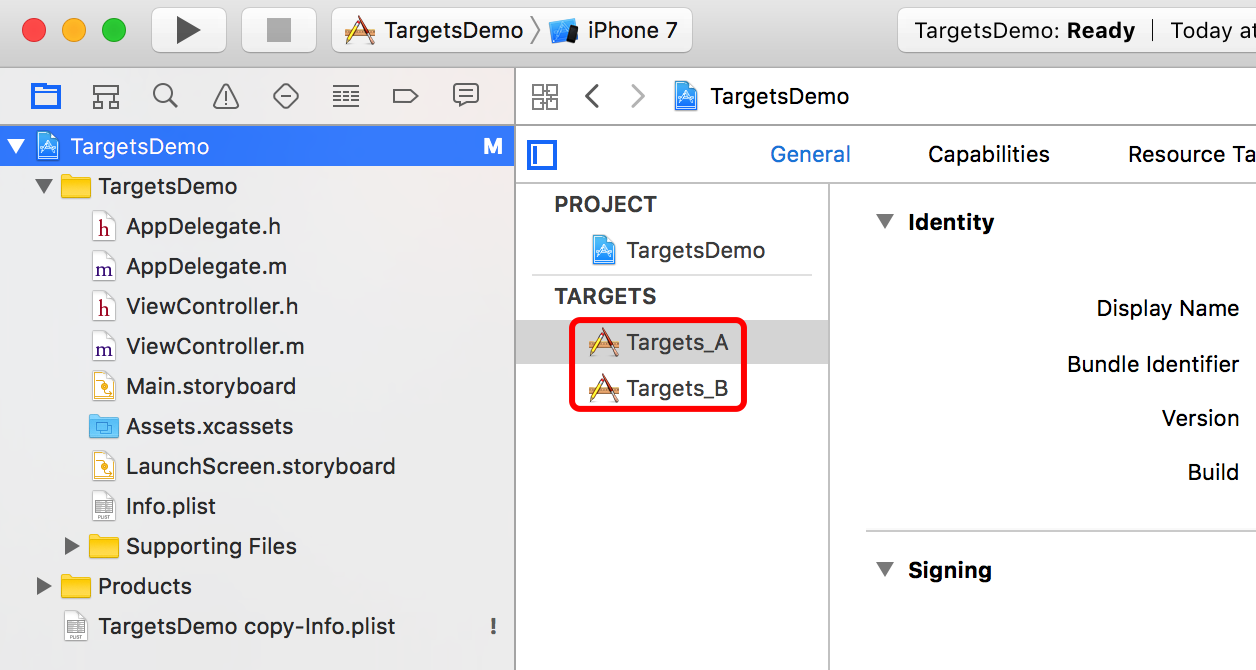 TargetsDemo
iPhone 7
TargetsDemo: Ready
Today at
TargetsDemo
General
Capabilities
Resource Ta
TargetsDemo
M
TargetsDemo
h AppDelegate.h
m AppDelegate.m
h ViewController.h
m ViewController.m
Main.storyboard
Assets.xcassets
LaunchScreen.storyboard
PLIST Info.plist
Supporting Files
Products
PLIST TargetsDemo copy-Info.plist !
PROJECT
TargetsDemo
TARGETS
Targets_A
Targets_B
Identity
Display Name
Bundle Identifier
Version
Build
Signing